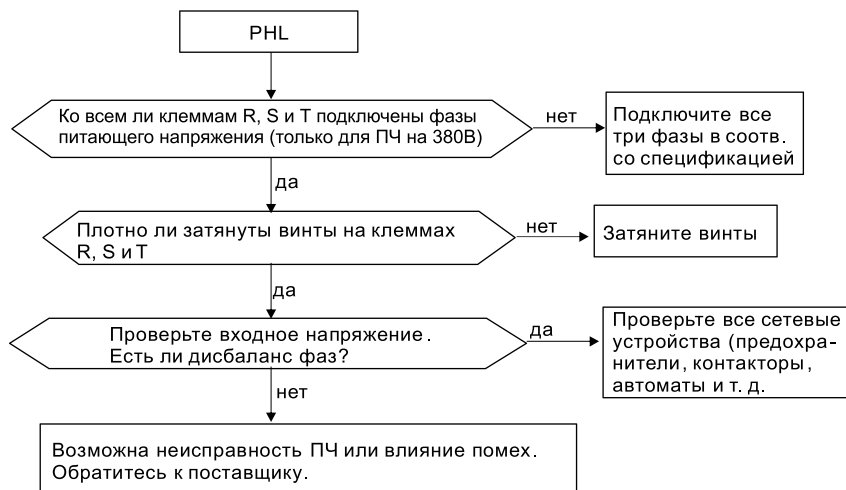 PHL
Ко всем ли клеммам R, S и T подключены фазы
питающего напряжения (только для ПЧ на 380В)
нет
Подключите все
три фазы в соотв.
со спецификацией
да
Плотно ли затянуты винты на клеммах
R, S и T
нет
Затяните винты
да
Проверьте входное напряжение.
Есть ли дисбаланс фаз?
да
Проверьте все сетевые
устройства (предохра-
нители, контакторы,
автоматы и т. д.
нет
Возможна неисправность ПЧ или влияние помех.
Обратитесь к поставщику.